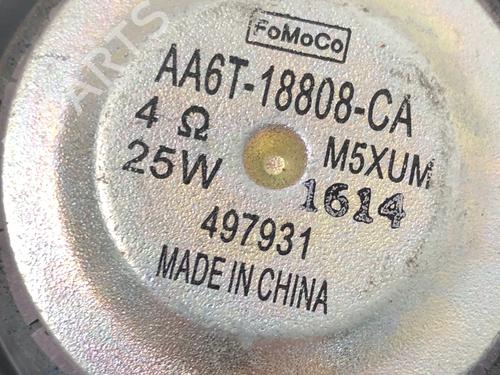 FoMoCo
AA6T-18808-CA
4 Ω
25W
M5XUM
1614
497931
MADE IN CHINA